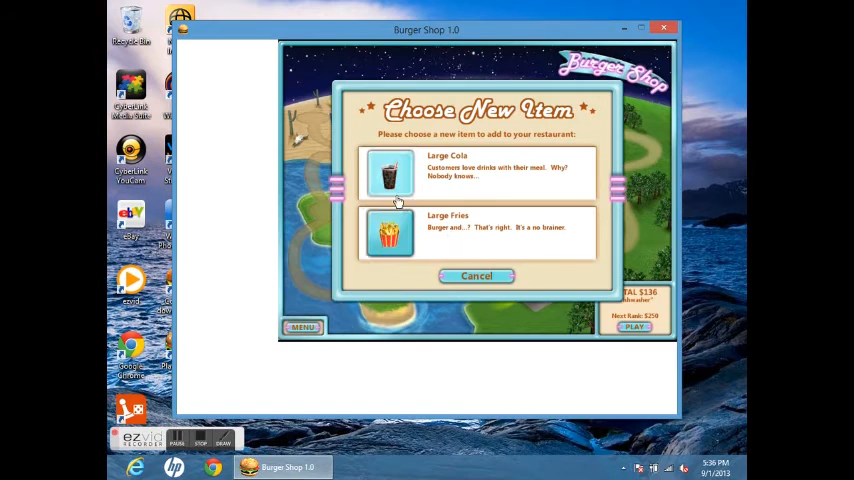 Recycle Bin
Burger Shop 1.0
Burger Shop
CyberLink
Media Suite
CyberLink
YouCam
eBay
ezvid
Google
Chrome
Choose New Item
Please choose a new item to add to your restaurant:
Large Cola
Customers love drinks with their meal. Why?
Nobody knows...
Large Fries
Burger and...? That's right. It's a no brainer.
Cancel
TAL $136
Next Rank: $250
MENU
PLAY
ezvid
RECORDER
PAUSE
STOP
DRAW
Burger Shop 1.0
5:36 PM
9/1/2013